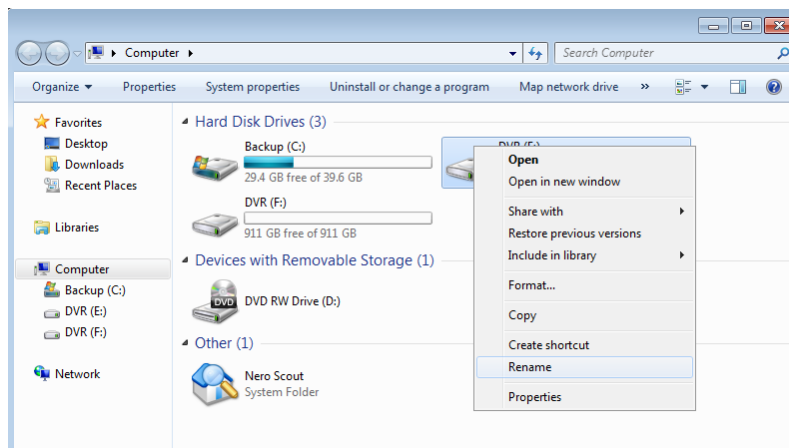 Computer
Search Computer
Organize
Properties
System properties
Uninstall or change a program
Map network drive
»
Favorites
Desktop
Downloads
Recent Places
Libraries
Computer
Backup (C:)
DVR (E:)
DVR (F:)
Network
Hard Disk Drives (3)
Backup (C:)
29.4 GB free of 39.6 GB
DVR (F:)
911 GB free of 911 GB
Devices with Removable Storage (1)
DVD RW Drive (D:)
Other (1)
Nero Scout
System Folder
Open
Open in new window
Share with
Restore previous versions
Include in library
Format...
Copy
Create shortcut
Rename
Properties